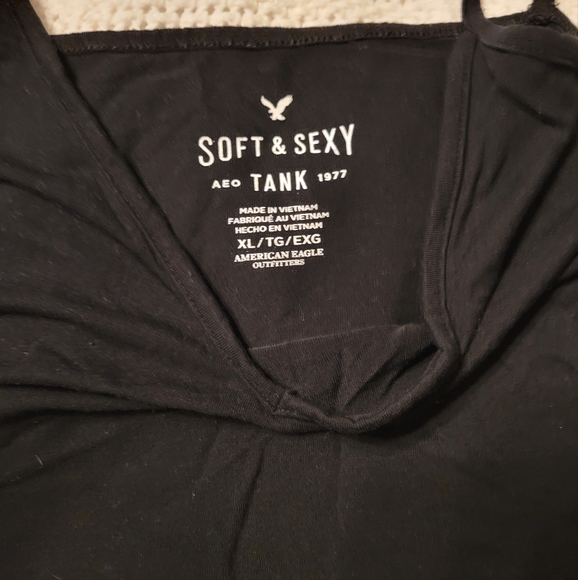 SOFT & SEXY
AEO TANK 1977
MADE IN VIETNAM
FABRIQUÉ AU VIETNAM
HECHO EN VIETNAM
XL/TG/EXG
AMERICAN EAGLE
OUTFITTERS